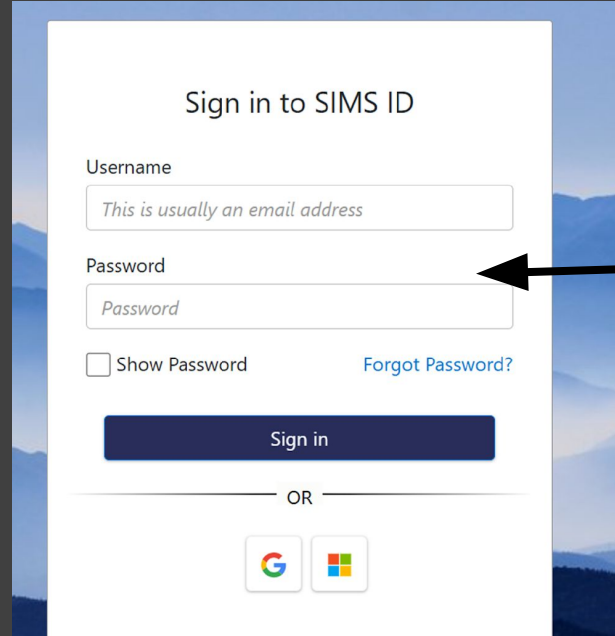 Sign in to SIMS ID
Username
This is usually an email address
Password
Password
Show Password Forgot Password?
Sign in
OR